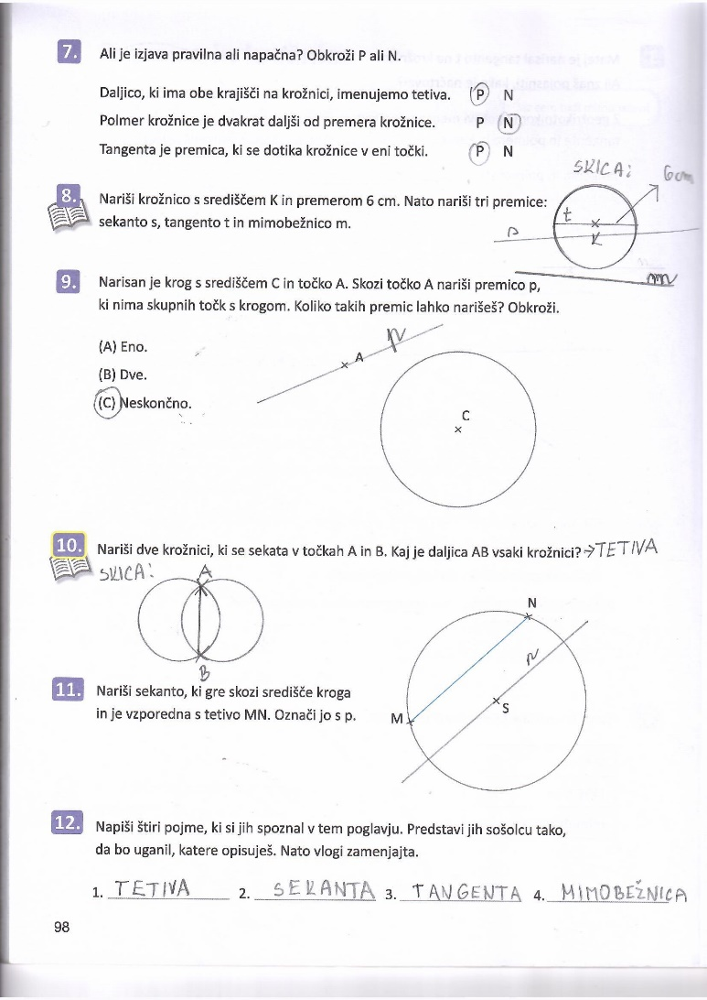 7. Ali je izjava pravilna ali napačna? Obkroži P ali N.
Daljico, ki ima obe krajišči na krožnici, imenujemo tetiva. P N
Polmer krožnice je dvakrat daljši od premera krožnice. P N
Tangenta je premica, ki se dotika krožnice v eni točki. P N
SKICA: 6cm
8. Nariši krožnico s središčem K in premerom 6 cm. Nato nariši tri premice:
sekanto s, tangento t in mimobežnico m.
t
K
m
9. Narisan je krog s središčem C in točko A. Skozi točko A nariši premico p,
ki nima skupnih točk s krogom. Koliko takih premic lahko narišeš? Obkroži.
(A) Eno.
(B) Dve.
(C) Neskončno.
p
A
C
10. Nariši dve krožnici, ki se sekata v točkah A in B. Kaj je daljica AB vsaki krožnici? →TETIVA
SKICA:
A
B
11. Nariši sekanto, ki gre skozi središče kroga
in je vzporedna s tetivo MN. Označi jo s p.
N
p
S
M
12. Napiši štiri pojme, ki si jih spoznal v tem poglavju. Predstavi jih sošolcu tako,
da bo uganil, katere opisuješ. Nato vlogi zamenjajta.
1. TETIVA 2. SEKANTA 3. TANGENTA 4. MIMOBEŽNICA
98